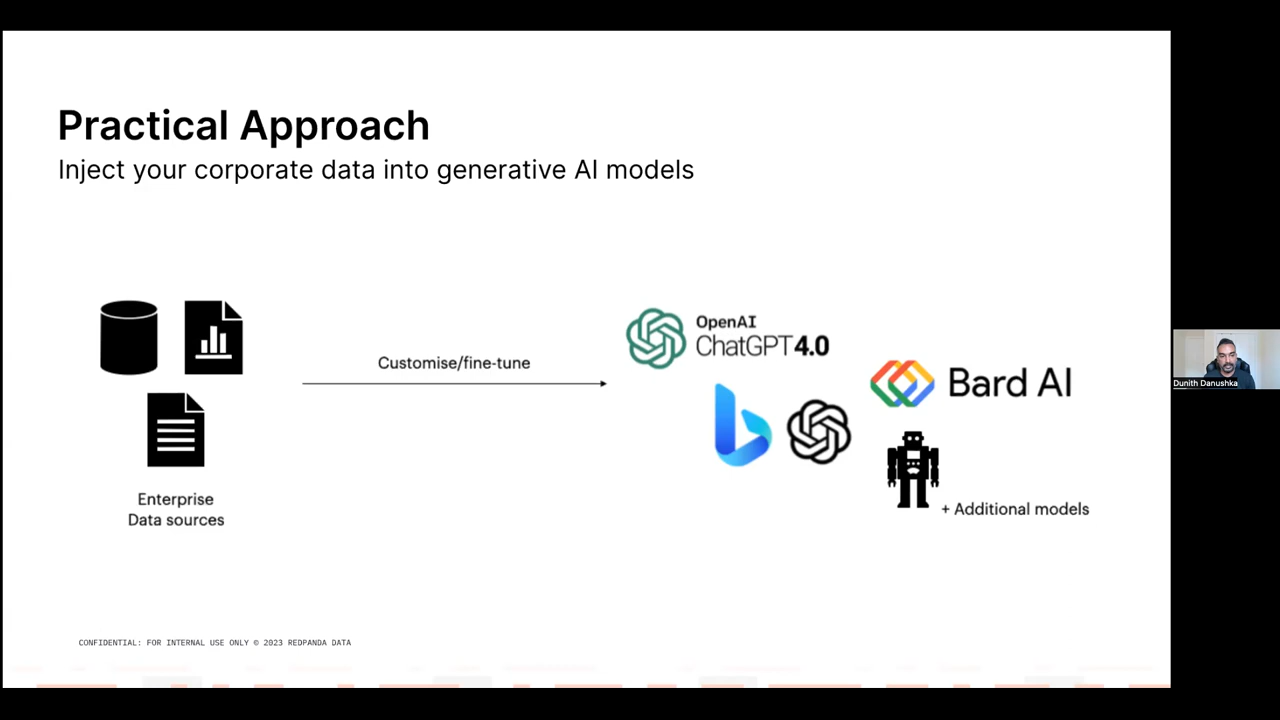 Practical Approach
Inject your corporate data into generative AI models
Customise/fine-tune
OpenAI
ChatGPT4.0
Bard AI
+ Additional models
Enterprise
Data sources
CONFIDENTIAL: FOR INTERNAL USE ONLY © 2023 REDPANDA DATA
Dunith Danushka